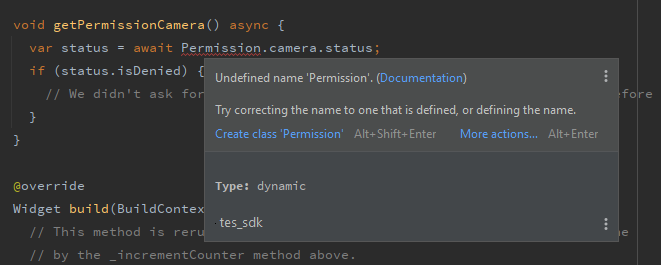 void getPermissionCamera() async {
var status = await Permission.camera.status;
if (status.isDenied) {
// We didn't ask for
efore
}
}
Undefined name 'Permission'. (Documentation)
Try correcting the name to one that is defined, or defining the name.
Create class 'Permission' Alt+Shift+Enter More actions... Alt+Enter
Type: dynamic
tes_sdk
@override
Widget build(BuildContex
// This method is reru
ne
// by the _incrementCounter method above.